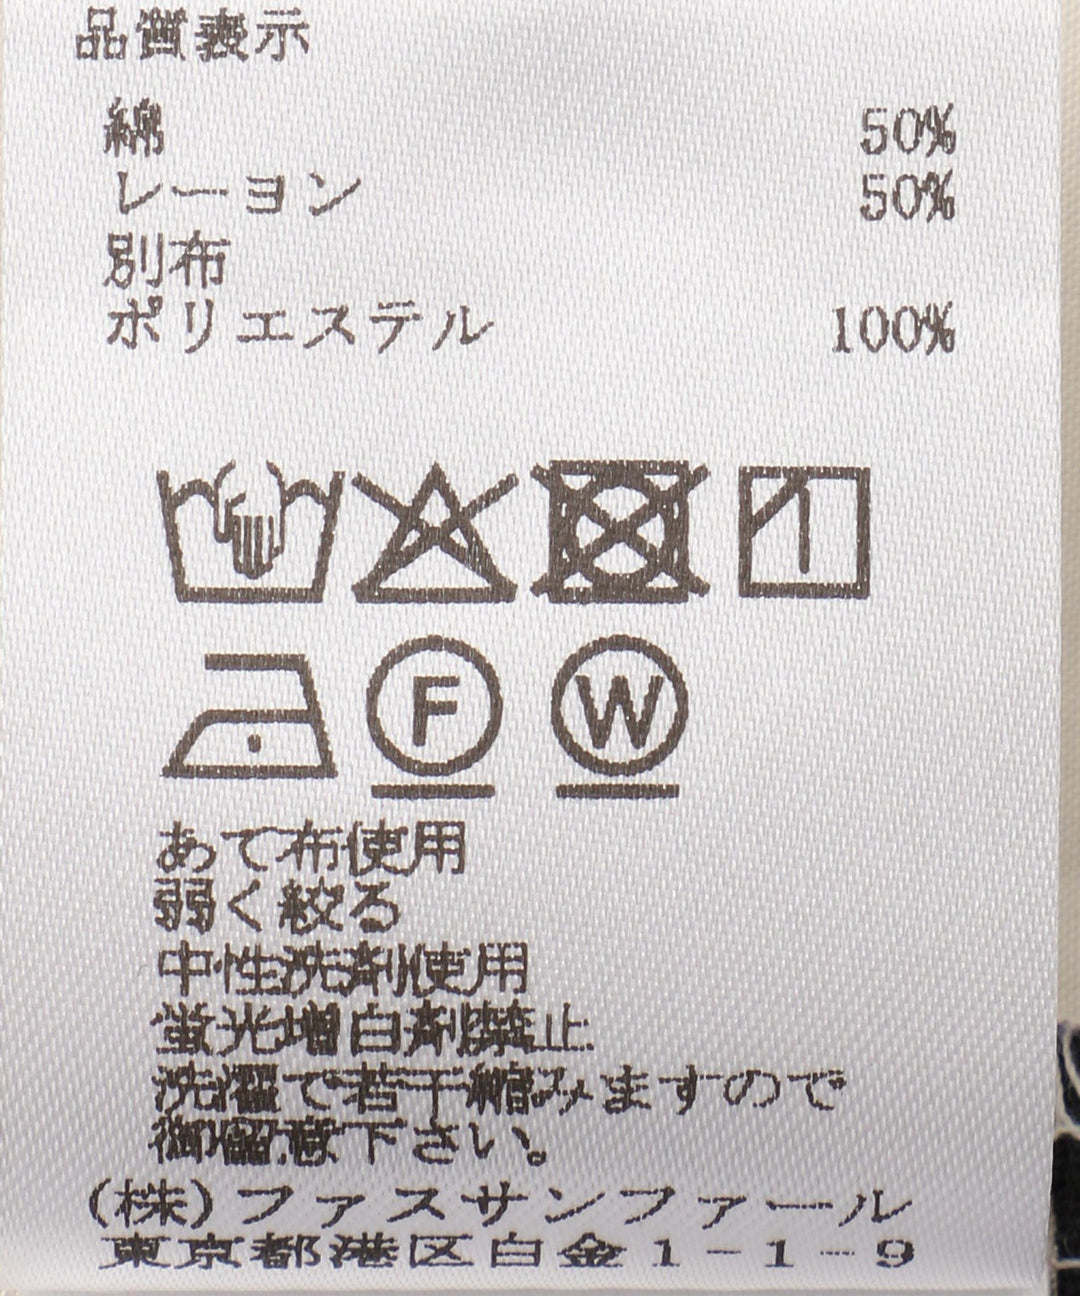 品質表示
綿 50%
レーヨン 50%
別布
ポリエステル 100%
F W
あて布使用
弱く絞る
中性洗剤使用
蛍光増白剤禁止
洗濯で若干縮みますので
御留意下さい。
(株)ファスサンファール
東京都港区白金1-1-9